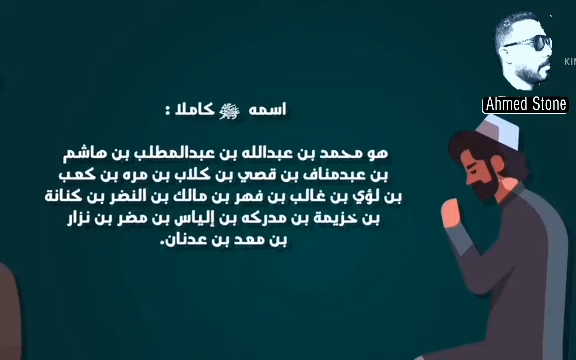 اسمه ﷺ كاملا :
هو محمد بن عبدالله بن عبدالمطلب بن هاشم
بن عبدمناف بن قصي بن كلاب بن مره بن كعب
بن لؤي بن غالب بن فهر بن مالك بن النضر بن كنانة
بن خزيمة بن مدركه بن إلياس بن مضر بن نزار
بن معد بن عدنان.
Ahmed Stone